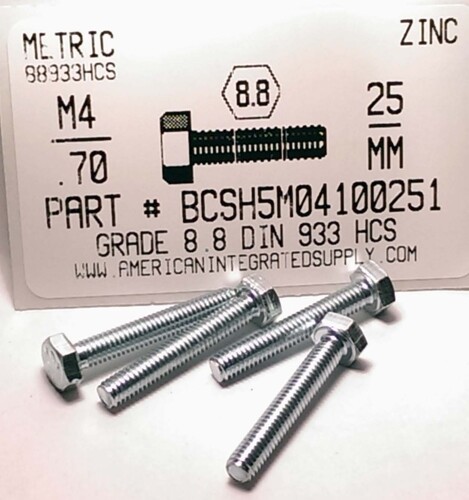 METRIC
88933HCS
ZINC
8.8
M4
.70
25
MM
PART # BCSH5M04100251
GRADE 8.8 DIN 933 HCS
WWW.AMERICANINTEGRATEDSUPPLY.COM